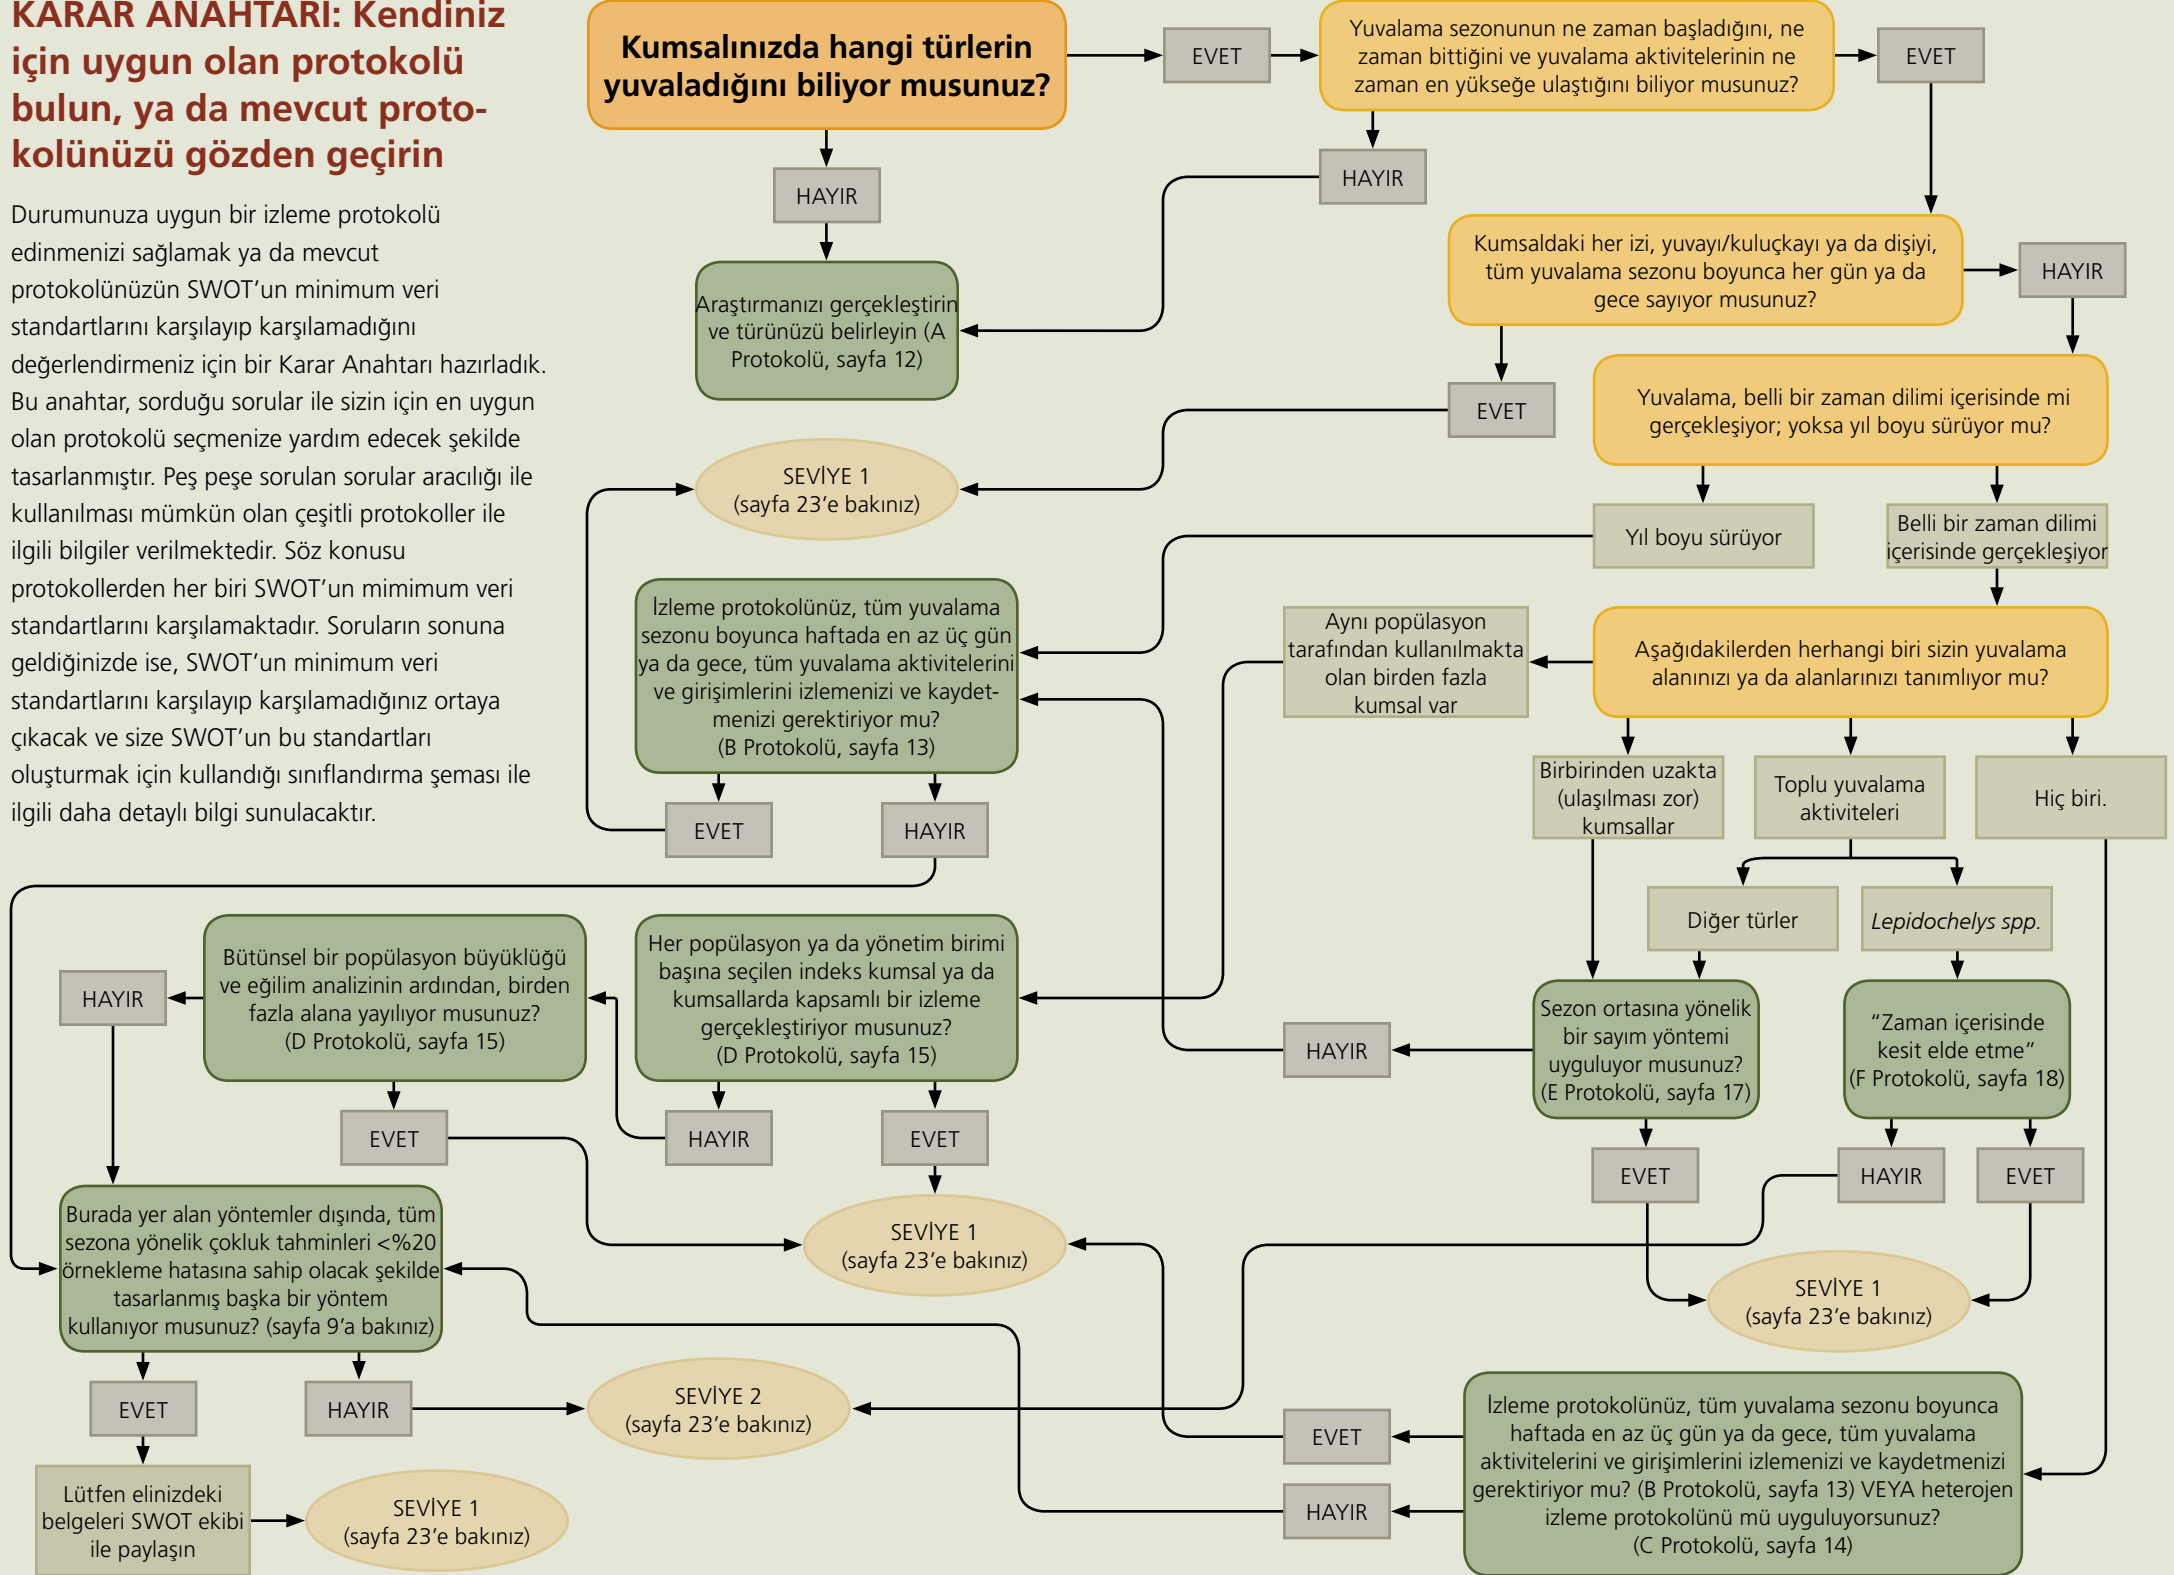 KARAR ANAHTARI: Kendiniz
için uygun olan protokolü
bulun, ya da mevcut proto-
kolünüzü gözden geçirin
Durumunuza uygun bir izleme protokolü
edinmenizi sağlamak ya da mevcut
protokolünüzün SWOT’un minimum veri
standartlarını karşılayıp karşılamadığını
değerlendirmeniz için bir Karar Anahtarı hazırladık.
Bu anahtar, sorduğu sorular ile sizin için en uygun
olan protokolü seçmenize yardım edecek şekilde
tasarlanmıştır. Peş peşe sorulan sorular aracılığı ile
kullanılması mümkün olan çeşitli protokoller ile
ilgili bilgiler verilmektedir. Söz konusu
protokollerden her biri SWOT’un mimimum veri
standartlarını karşılamaktadır. Soruların sonuna
geldiğinizde ise, SWOT’un minimum veri
standartlarını karşılayıp karşılamadığınız ortaya
çıkacak ve size SWOT’un bu standartları
oluşturmak için kullandığı sınıflandırma şeması ile
ilgili daha detaylı bilgi sunulacaktır.
Kumsalınızda hangi türlerin
yuvaladığını biliyor musunuz?
EVET
Yuvalama sezonunun ne zaman başladığını, ne
zaman bittiğini ve yuvalama aktivitelerinin ne
zaman en yükseğe ulaştığını biliyor musunuz?
EVET
HAYIR
HAYIR
Araştırmanızı gerçekleştirin
ve türünüzü belirleyin (A
Protokolü, sayfa 12)
Kumsaldaki her izi, yuvayı/kuluçkayı ya da dişiyi,
tüm yuvalama sezonu boyunca her gün ya da
gece sayıyor musunuz?
HAYIR
EVET
SEVİYE 1
(sayfa 23’e bakınız)
Yuvalama, belli bir zaman dilimi içerisinde mi
gerçekleşiyor; yoksa yıl boyu sürüyor mu?
Yıl boyu sürüyor
Belli bir zaman dilimi
içerisinde gerçekleşiyor
İzleme protokolünüz, tüm yuvalama
sezonu boyunca haftada en az üç gün
ya da gece, tüm yuvalama aktivitelerini
ve girişimlerini izlemenizi ve kaydet-
menizi gerektiriyor mu?
(B Protokolü, sayfa 13)
EVET
HAYIR
Aynı popülasyon
tarafından kullanılmakta
olan birden fazla
kumsal var
Aşağıdakilerden herhangi biri sizin yuvalama
alanınızı ya da alanlarınızı tanımlıyor mu?
Birbirinden uzakta
(ulaşılması zor)
kumsallar
Toplu yuvalama
aktiviteleri
Hiç biri.
Diğer türler
Lepidochelys spp.
HAYIR
Bütünsel bir popülasyon büyüklüğü
ve eğilim analizinin ardından, birden
fazla alana yayılıyor musunuz?
(D Protokolü, sayfa 15)
Her popülasyon ya da yönetim birimi
başına seçilen indeks kumsal ya da
kumsallarda kapsamlı bir izleme
gerçekleştiriyor musunuz?
(D Protokolü, sayfa 15)
HAYIR
Sezon ortasına yönelik
bir sayım yöntemi
uyguluyor musunuz?
(E Protokolü, sayfa 17)
“Zaman içerisinde
kesit elde etme”
(F Protokolü, sayfa 18)
EVET
HAYIR
EVET
EVET
HAYIR
EVET
Burada yer alan yöntemler dışında, tüm
sezona yönelik çokluk tahminleri <%20
örnekleme hatasına sahip olacak şekilde
tasarlanmış başka bir yöntem
kullanıyor musunuz? (sayfa 9’a bakınız)
SEVİYE 1
(sayfa 23’e bakınız)
SEVİYE 1
(sayfa 23’e bakınız)
EVET
HAYIR
SEVİYE 2
(sayfa 23’e bakınız)
EVET
HAYIR
İzleme protokolünüz, tüm yuvalama sezonu boyunca
haftada en az üç gün ya da gece, tüm yuvalama
aktivitelerini ve girişimlerini izlemenizi ve kaydetmenizi
gerektiriyor mu? (B Protokolü, sayfa 13) VEYA heterojen
izleme protokolünü mü uyguluyorsunuz?
(C Protokolü, sayfa 14)
Lütfen elinizdeki
belgeleri SWOT ekibi
ile paylaşın
SEVİYE 1
(sayfa 23’e bakınız)